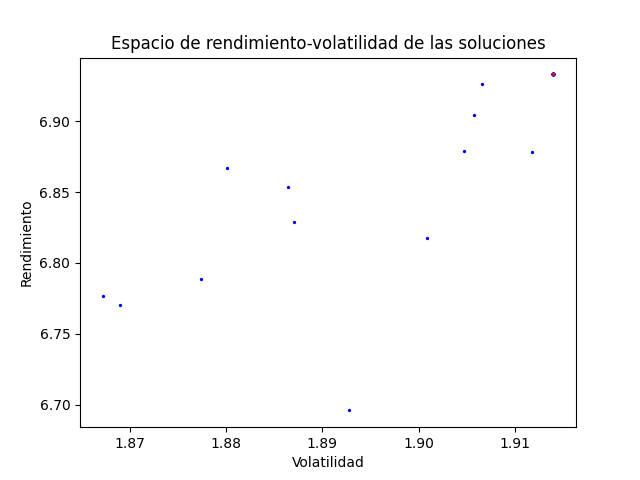 Espacio de rendimiento-volatilidad de las soluciones
Rendimiento
6.90
6.85
6.80
6.75
6.70
1.87 1.88 1.89 1.90 1.91
Volatilidad